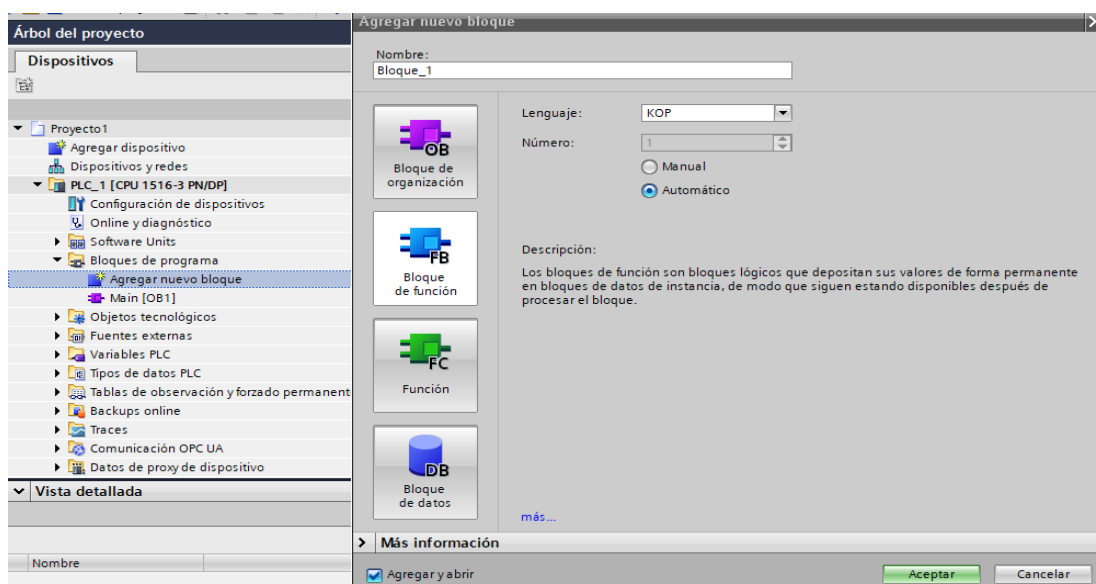 Árbol del proyecto
Dispositivos
Proyecto1
Agregar dispositivo
Dispositivos y redes
PLC_1 [CPU 1516-3 PN/DP]
Configuración de dispositivos
Online y diagnóstico
Software Units
Bloques de programa
Agregar nuevo bloque
Main [OB1]
Objetos tecnológicos
Fuentes externas
Variables PLC
Tipos de datos PLC
Tablas de observación y forzado permanent
Backups online
Traces
Comunicación OPC UA
Datos de proxy de dispositivo
Vista detallada
Nombre
Agregar nuevo bloque
Nombre:
Bloque_1
OB
Bloque de
organización
FB
Bloque
de función
FC
Función
DB
Bloque
de datos
Lenguaje:
KOP
Número:
1
Manual
Automático
Descripción:
Los bloques de función son bloques lógicos que depositan sus valores de forma permanente
en bloques de datos de instancia, de modo que siguen estando disponibles después de
procesar el bloque.
más...
Más información
Agregar y abrir
Aceptar
Cancelar